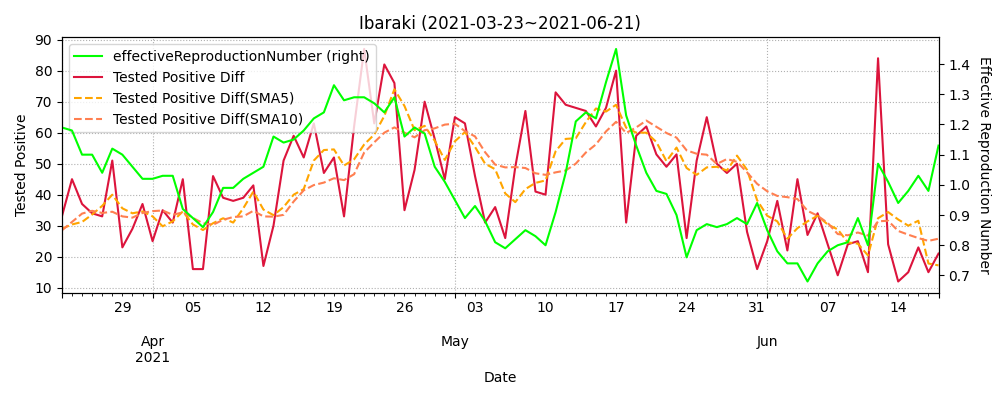 Ibaraki (2021-03-23~2021-06-21)
effectiveReproductionNumber (right)
Tested Positive Diff
Tested Positive Diff(SMA5)
Tested Positive Diff(SMA10)
Tested Positive
90
80
70
60
50
40
30
20
10
1.4
1.3
1.2
1.1
1.0
0.9
0.8
0.7
Effective Reproduction Number
29 05 12 19 26 03 10 17 24 31 07 14
Apr May Jun
2021
Date